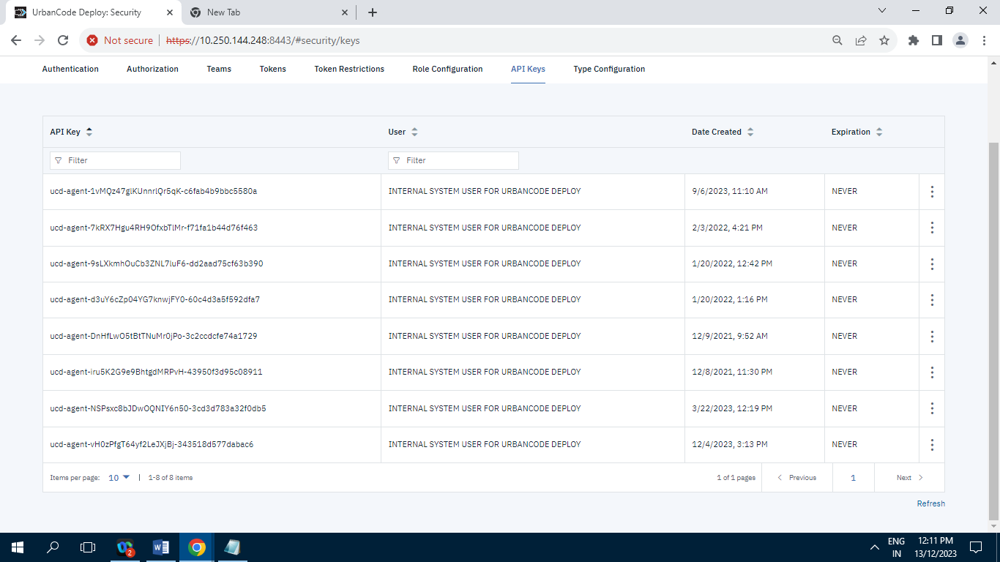 UrbanCode Deploy: Security
New Tab
Not secure
https://10.250.144.248:8443/#security/keys
Authentication Authorization Teams Tokens Token Restrictions Role Configuration API Keys Type Configuration
API Key User Date Created Expiration
Filter Filter
ucd-agent-1vMQz47glKUnnrlQr5qK-c6fab4b9bbc5580a INTERNAL SYSTEM USER FOR URBANCODE DEPLOY 9/6/2023, 11:10 AM NEVER
ucd-agent-7kRX7Hgu4RH9OfxbTlMr-f71fa1b44d76f463 INTERNAL SYSTEM USER FOR URBANCODE DEPLOY 2/3/2022, 4:21 PM NEVER
ucd-agent-9sLXkmhOuCb3ZNL7luF6-dd2aad75cf63b390 INTERNAL SYSTEM USER FOR URBANCODE DEPLOY 1/20/2022, 12:42 PM NEVER
ucd-agent-d3uY6cZp04YG7knwjFY0-60c4d3a5f592dfa7 INTERNAL SYSTEM USER FOR URBANCODE DEPLOY 1/20/2022, 1:16 PM NEVER
ucd-agent-DnHfLwO5tBtTNuMr0jPo-3c2ccdcfe74a1729 INTERNAL SYSTEM USER FOR URBANCODE DEPLOY 12/9/2021, 9:52 AM NEVER
ucd-agent-iru5K2G9e9BhtgdMRPvH-43950f3d95c08911 INTERNAL SYSTEM USER FOR URBANCODE DEPLOY 12/8/2021, 11:30 PM NEVER
ucd-agent-NSPsxc8bJDwOQNIY6n50-3cd3d783a32f0db5 INTERNAL SYSTEM USER FOR URBANCODE DEPLOY 3/22/2023, 12:19 PM NEVER
ucd-agent-vH0zPfgT64yf2LeJXjBj-343518d577dabac6 INTERNAL SYSTEM USER FOR URBANCODE DEPLOY 12/4/2023, 3:13 PM NEVER
Items per page: 10 | 1-8 of 8 items 1 of 1 pages Previous 1 Next
Refresh
2
ENG 12:11 PM
IN 13/12/2023